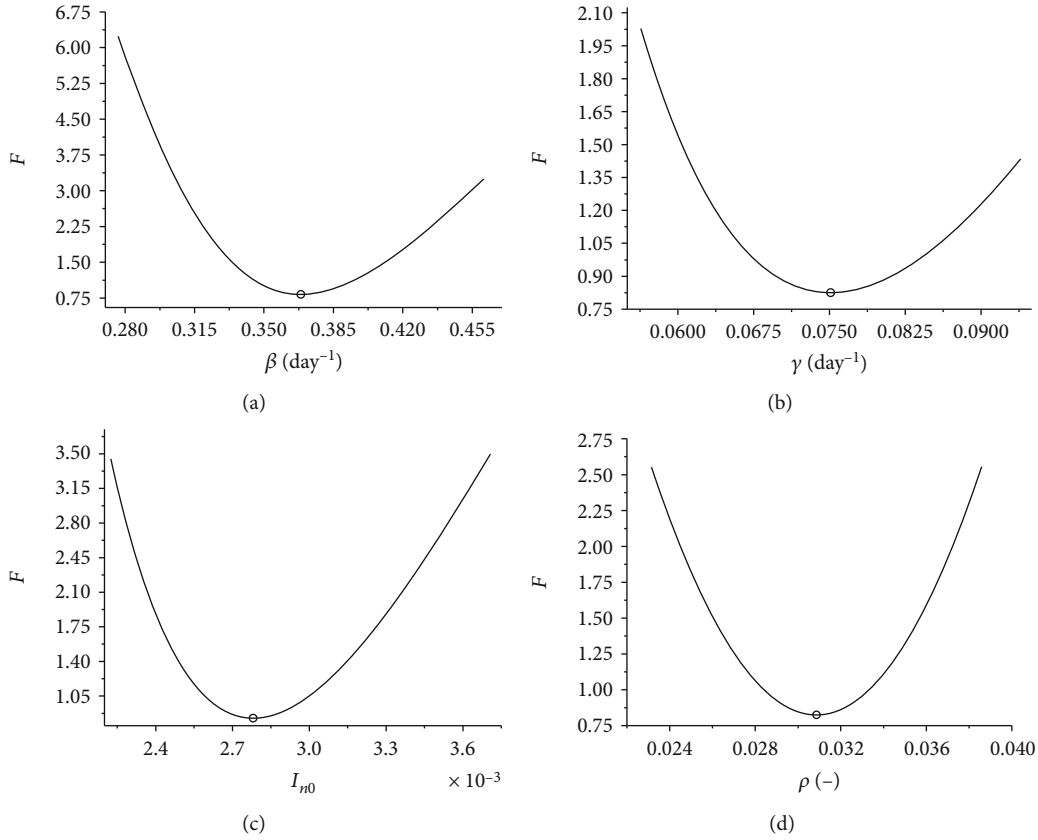 6.75
6.00
5.25
4.50
3.75
3.00
2.25
1.50
0.75
F
0.280 0.315 0.350 0.385 0.420 0.455
β (day⁻¹)
(a)
2.10
1.95
1.80
1.65
1.50
1.35
1.20
1.05
0.90
0.75
F
0.0600 0.0675 0.0750 0.0825 0.0900
γ (day⁻¹)
(b)
3.50
3.15
2.80
2.45
2.10
1.75
1.40
1.05
F
2.4 2.7 3.0 3.3 3.6
Iₙ₀ × 10⁻³
(c)
2.75
2.50
2.25
2.00
1.75
1.50
1.25
1.00
0.75
F
0.024 0.028 0.032 0.036 0.040
ρ (–)
(d)